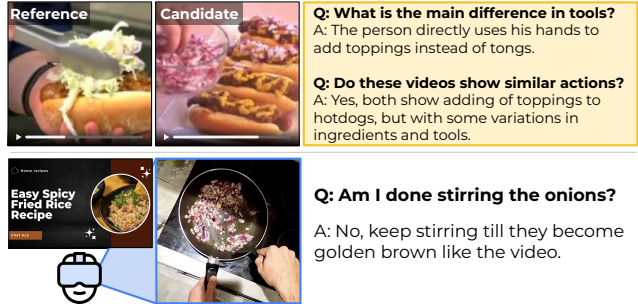 Reference
Candidate
Q: What is the main difference in tools?
A: The person directly uses his hands to
add toppings instead of tongs.
Q: Do these videos show similar actions?
A: Yes, both show adding of toppings to
hotdogs, but with some variations in
ingredients and tools.
Home recipes
Easy Spicy
Fried Rice
Recipe
Q: Am I done stirring the onions?
A: No, keep stirring till they become
golden brown like the video.